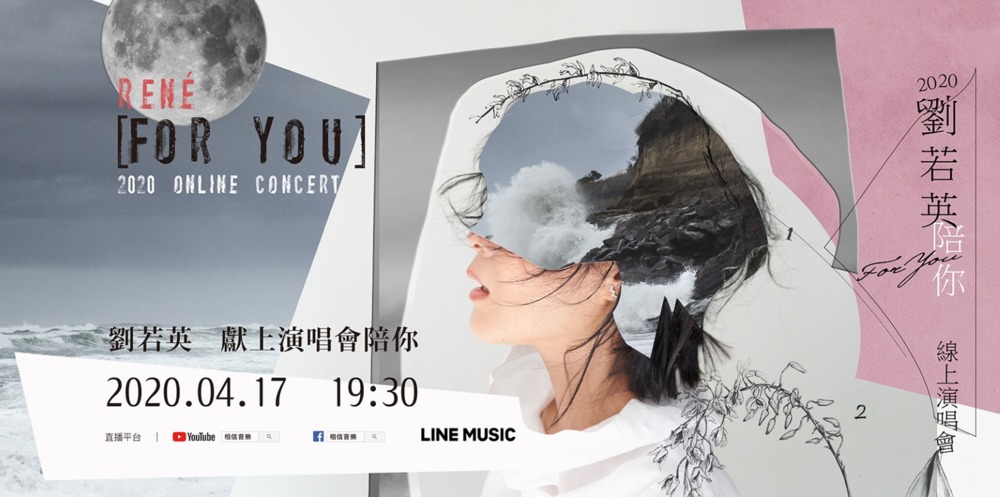 RENÉ
[FOR YOU]
2020 ONLINE CONCERT
劉若英 獻上演唱會陪你
2020.04.17 19:30
直播平台 | YouTube 相信音樂 相信音樂 LINE MUSIC
1
2
2020
劉若英
陪你
For You
線上演唱會